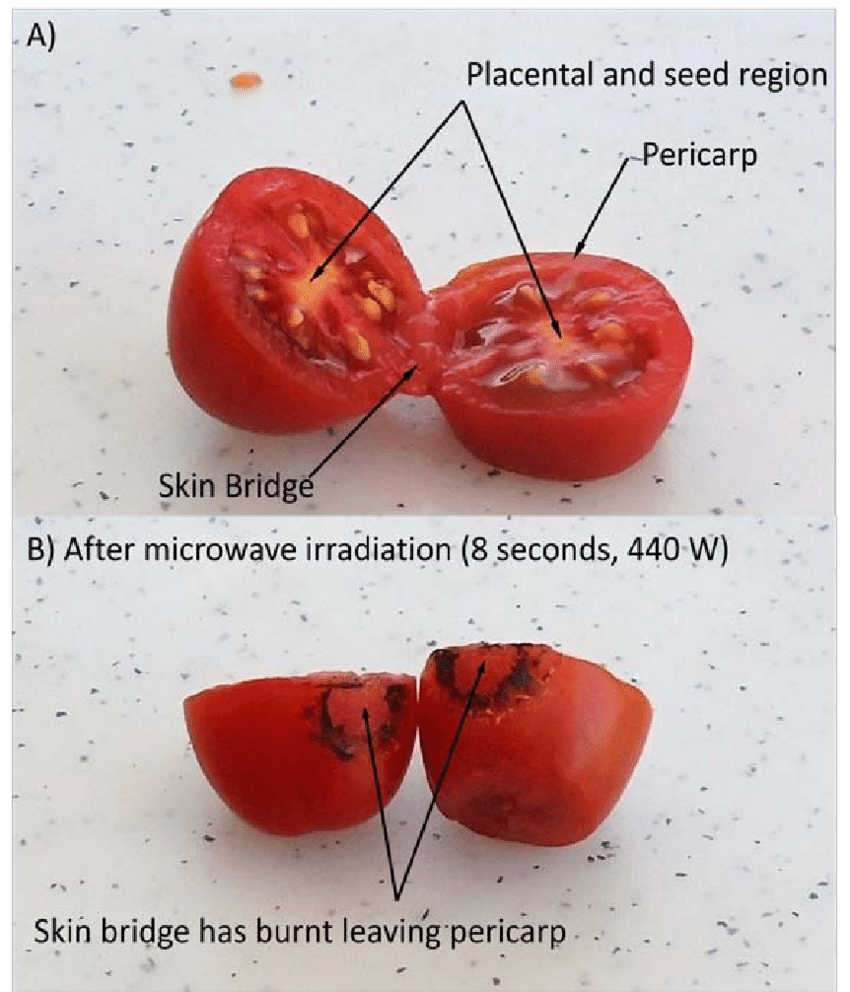 A)
Placental and seed region
Pericarp
Skin Bridge
B) After microwave irradiation (8 seconds, 440 W)
Skin bridge has burnt leaving pericarp